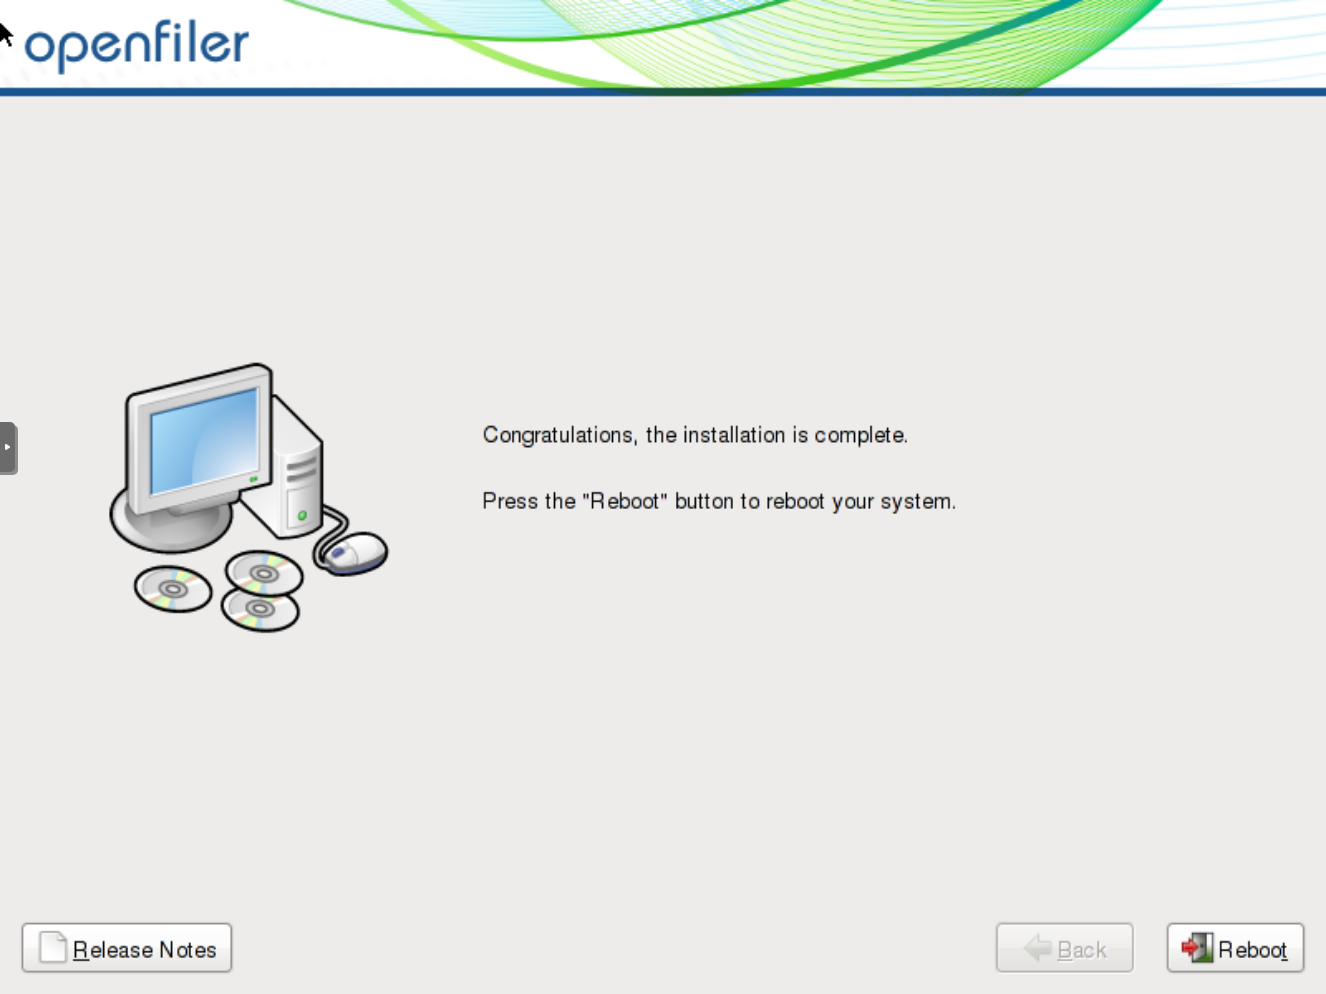 openfiler
Congratulations, the installation is complete.
Press the "Reboot" button to reboot your system.
Release Notes
Back
Reboot